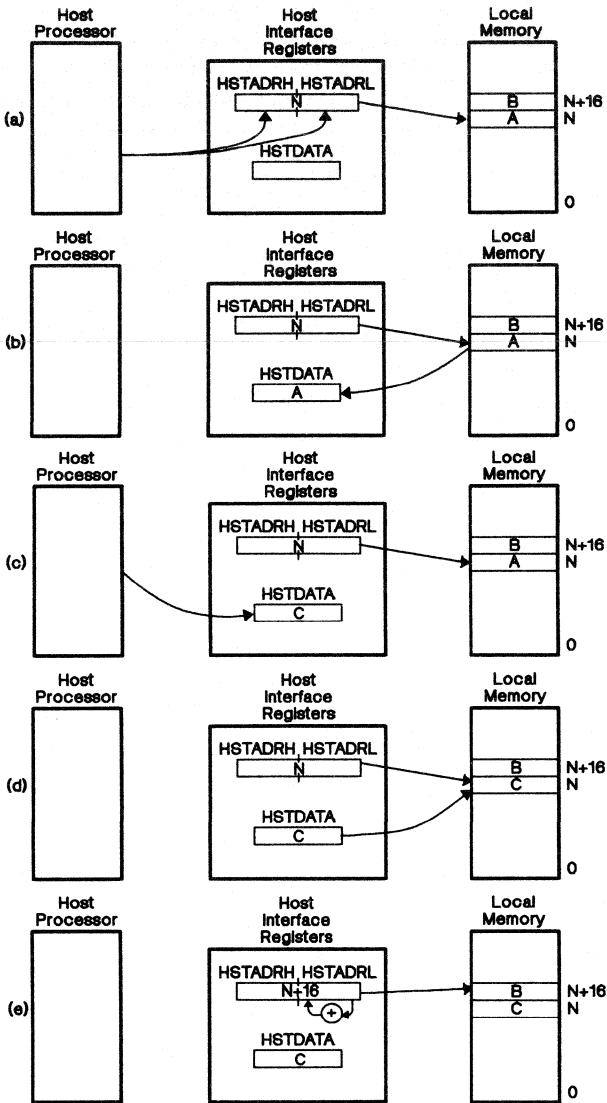 Host Processor
Host Interface Registers
Local Memory
(a)
HSTADRH HSTADRL
N
HSTDATA
B
A
N+16
N
0
Host Processor
Host Interface Registers
Local Memory
(b)
HSTADRH HSTADRL
N
HSTDATA
A
B
A
N+16
N
0
Host Processor
Host Interface Registers
Local Memory
(c)
HSTADRH HSTADRL
N
HSTDATA
C
B
A
N+16
N
0
Host Processor
Host Interface Registers
Local Memory
(d)
HSTADRH HSTADRL
N
HSTDATA
C
B
C
N+16
N
0
Host Processor
Host Interface Registers
Local Memory
(e)
HSTADRH HSTADRL
N+16
+
HSTDATA
C
B
C
N+16
N
0